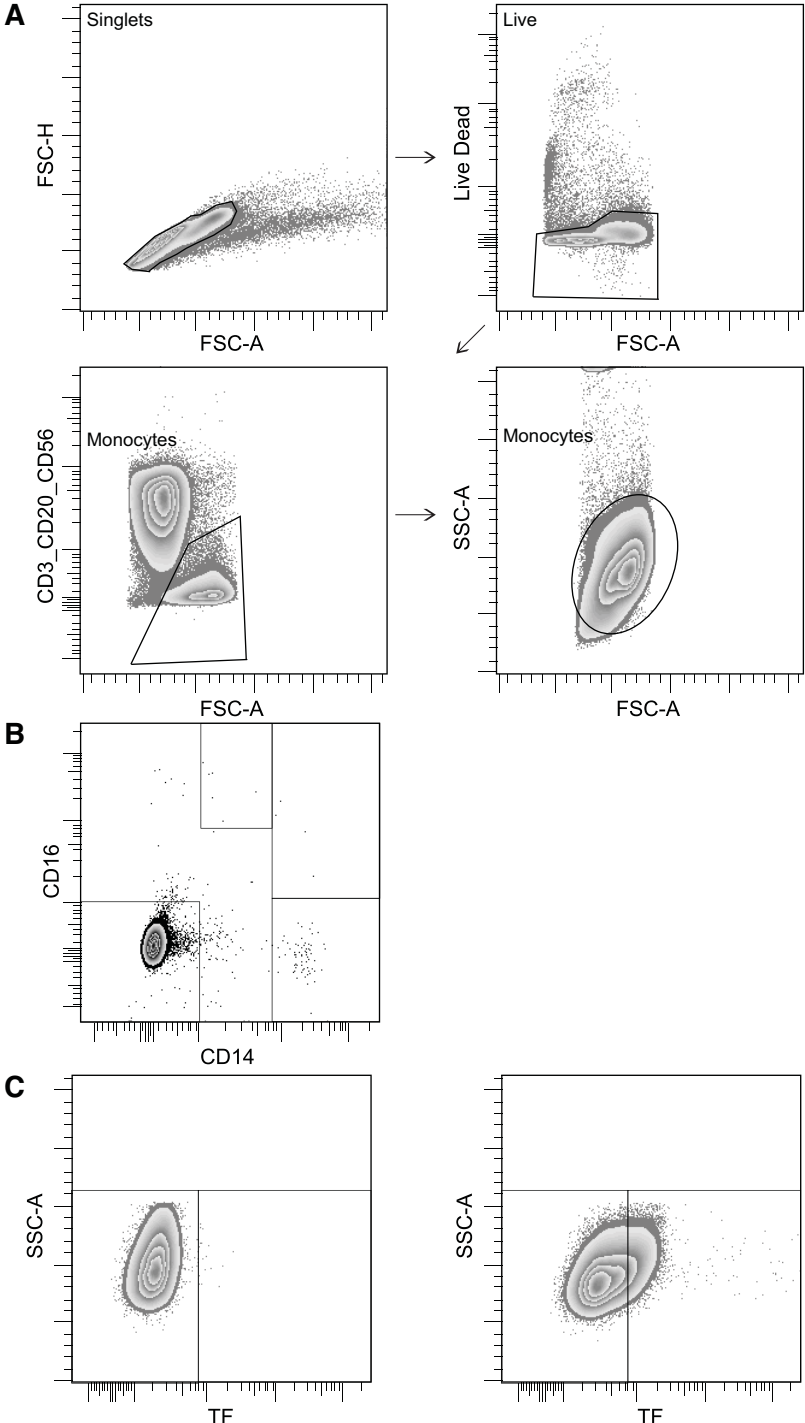 A
Singlets
FSC-H
FSC-A
Live
Live Dead
FSC-A
Monocytes
CD3_CD20_CD56
FSC-A
Monocytes
SSC-A
FSC-A
B
CD16
CD14
C
SSC-A
TF
SSC-A
TF